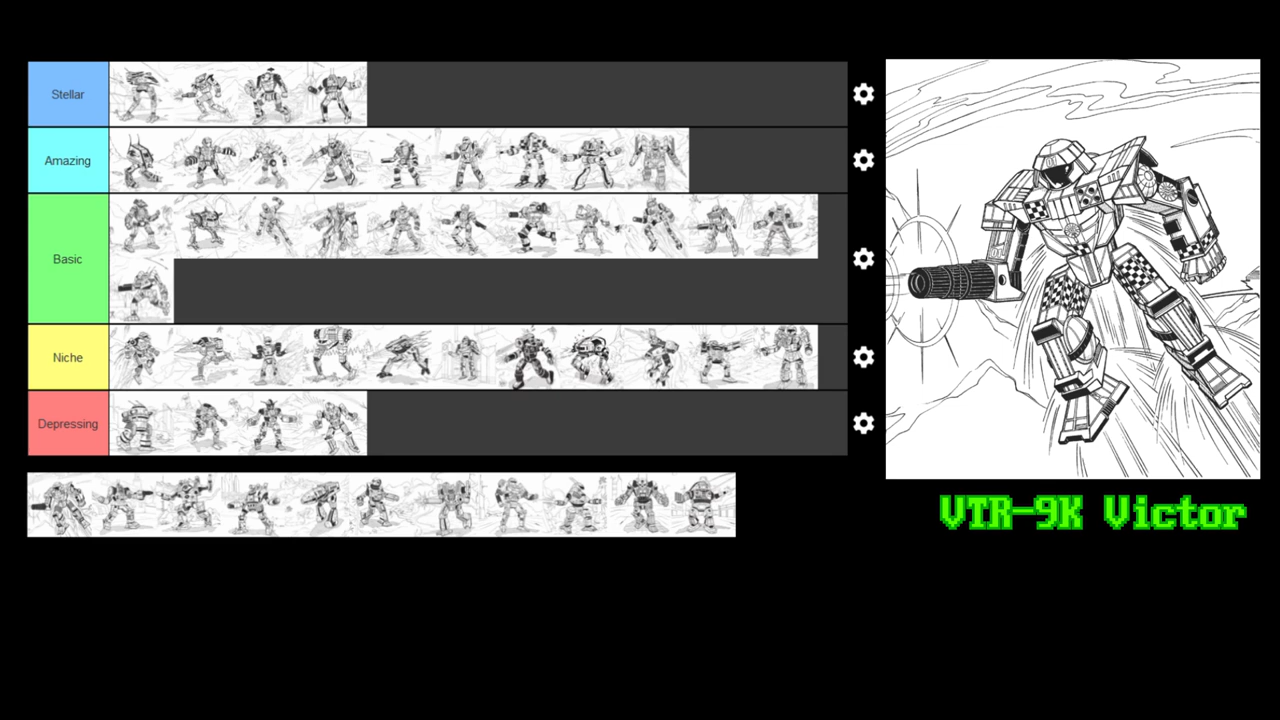 Stellar
Amazing
Basic
Niche
Depressing
VTR-9K Victor